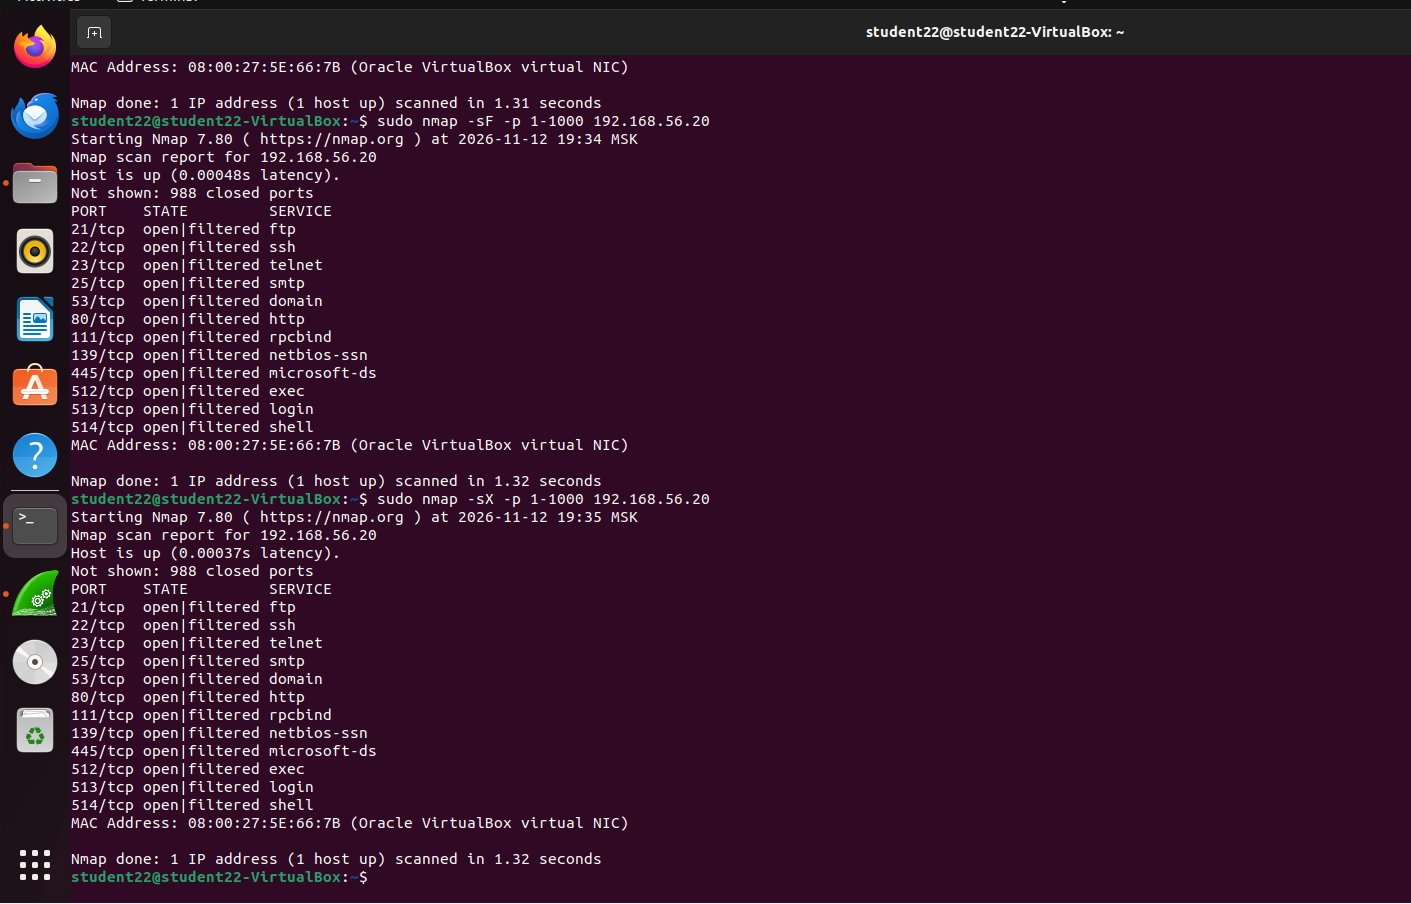 student22@student22-VirtualBox: ~
MAC Address: 08:00:27:5E:66:7B (Oracle VirtualBox virtual NIC)
Nmap done: 1 IP address (1 host up) scanned in 1.31 seconds
student22@student22-VirtualBox:~$ sudo nmap -sF -p 1-1000 192.168.56.20
Starting Nmap 7.80 ( https://nmap.org ) at 2026-11-12 19:34 MSK
Nmap scan report for 192.168.56.20
Host is up (0.00048s latency).
Not shown: 988 closed ports
PORT    STATE         SERVICE
21/tcp  open|filtered ftp
22/tcp  open|filtered ssh
23/tcp  open|filtered telnet
25/tcp  open|filtered smtp
53/tcp  open|filtered domain
80/tcp  open|filtered http
111/tcp open|filtered rpcbind
139/tcp open|filtered netbios-ssn
445/tcp open|filtered microsoft-ds
512/tcp open|filtered exec
513/tcp open|filtered login
514/tcp open|filtered shell
MAC Address: 08:00:27:5E:66:7B (Oracle VirtualBox virtual NIC)
Nmap done: 1 IP address (1 host up) scanned in 1.32 seconds
student22@student22-VirtualBox:~$ sudo nmap -sX -p 1-1000 192.168.56.20
Starting Nmap 7.80 ( https://nmap.org ) at 2026-11-12 19:35 MSK
Nmap scan report for 192.168.56.20
Host is up (0.00037s latency).
Not shown: 988 closed ports
PORT    STATE         SERVICE
21/tcp  open|filtered ftp
22/tcp  open|filtered ssh
23/tcp  open|filtered telnet
25/tcp  open|filtered smtp
53/tcp  open|filtered domain
80/tcp  open|filtered http
111/tcp open|filtered rpcbind
139/tcp open|filtered netbios-ssn
445/tcp open|filtered microsoft-ds
512/tcp open|filtered exec
513/tcp open|filtered login
514/tcp open|filtered shell
MAC Address: 08:00:27:5E:66:7B (Oracle VirtualBox virtual NIC)
Nmap done: 1 IP address (1 host up) scanned in 1.32 seconds
student22@student22-VirtualBox:~$